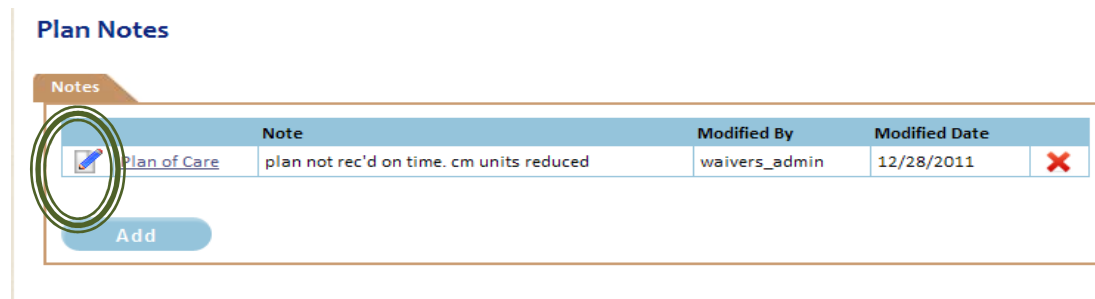 Plan Notes
Notes
Note Modified By Modified Date
Plan of Care plan not rec'd on time. cm units reduced waivers_admin 12/28/2011
Add